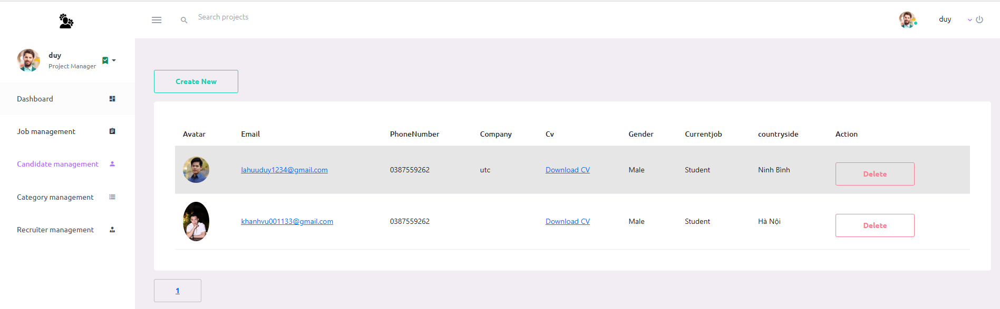 Search projects
duy
duy
Project Manager
Dashboard
Job management
Candidate management
Category management
Recruiter management
Create New
Avatar Email PhoneNumber Company Cv Gender Currentjob countryside Action
lahuuduy1234@gmail.com 0387559262 utc Download CV Male Student Ninh Bình Delete
khanhvu001133@gmail.com 0387559262 Download CV Male Student Hà Nội Delete
1